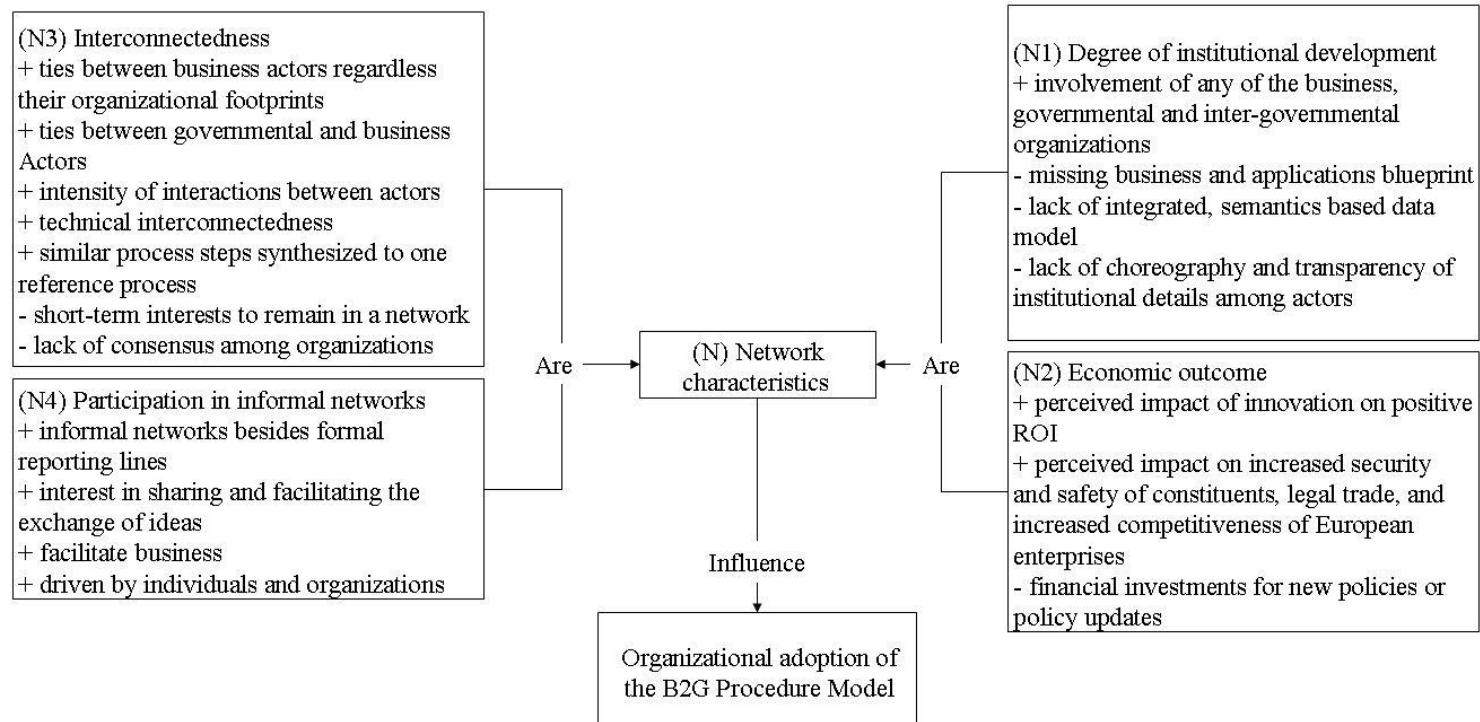 (N3) Interconnectedness
+ ties between business actors regardless
their organizational footprints
+ ties between governmental and business
Actors
+ intensity of interactions between actors
+ technical interconnectedness
+ similar process steps synthesized to one
reference process
- short-term interests to remain in a network
- lack of consensus among organizations
(N4) Participation in informal networks
+ informal networks besides formal
reporting lines
+ interest in sharing and facilitating the
exchange of ideas
+ facilitate business
+ driven by individuals and organizations
Are
(N) Network
characteristics
Are
(N1) Degree of institutional development
+ involvement of any of the business,
governmental and inter-governmental
organizations
- missing business and applications blueprint
- lack of integrated, semantics based data
model
- lack of choreography and transparency of
institutional details among actors
(N2) Economic outcome
+ perceived impact of innovation on positive
ROI
+ perceived impact on increased security
and safety of constituents, legal trade, and
increased competitiveness of European
enterprises
- financial investments for new policies or
policy updates
Influence
Organizational adoption of
the B2G Procedure Model